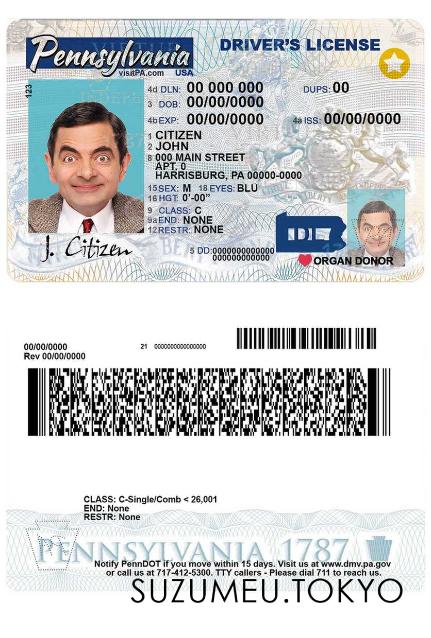 Pennsylvania
visitPA.com USA
DRIVER'S LICENSE
123
4d DLN: 00 000 000
DUPS: 00
3 DOB: 00/00/0000
4b EXP: 00/00/0000
4a ISS: 00/00/0000
1 CITIZEN
2 JOHN
8 000 MAIN STREET
APT. 0
HARRISBURG, PA 00000-0000
15 SEX: M 18 EYES: BLU
16 HGT: 0'-00"
9 CLASS: C
9a END: NONE
12 RESTR: NONE
J. Citizen
5 DD: 0000000000000
000000000000
ORGAN DONOR
00/00/0000
Rev 00/00/0000
21 0000000000000000
CLASS: C-Single/Comb < 26,001
END: None
RESTR: None
PENNSYLVANIA 1787
Notify PennDOT if you move within 15 days. Visit us at www.dmv.pa.gov
or call us at 717-412-5300. TTY callers - Please dial 711 to reach us.
SUZUMEU.TOKYO